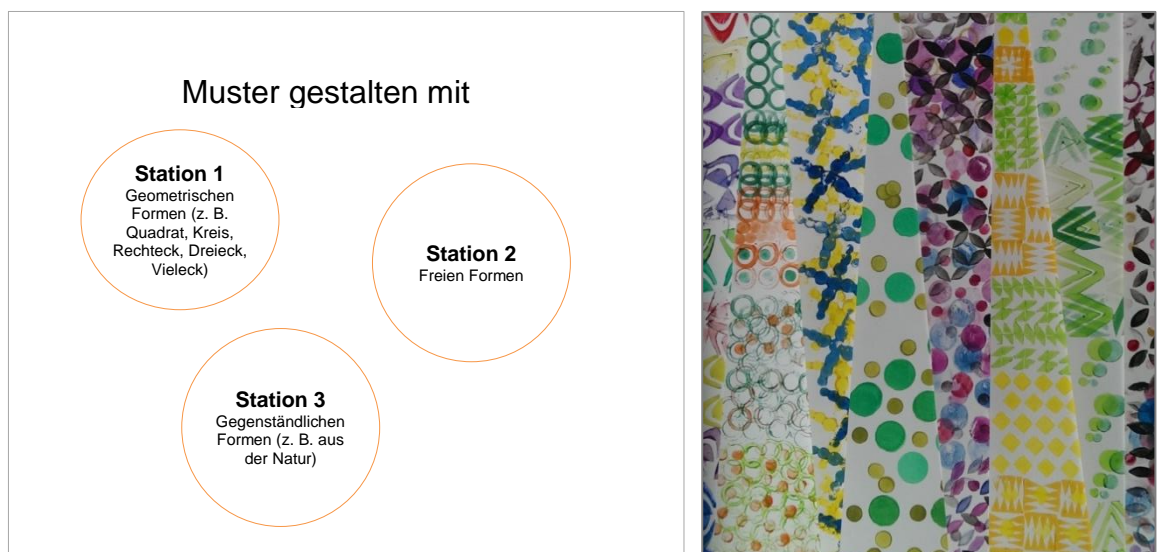 Muster gestalten mit
Station 1
Geometrischen
Formen (z. B.
Quadrat, Kreis,
Rechteck, Dreieck,
Vieleck)
Station 2
Freien Formen
Station 3
Gegenständlichen
Formen (z. B. aus
der Natur)